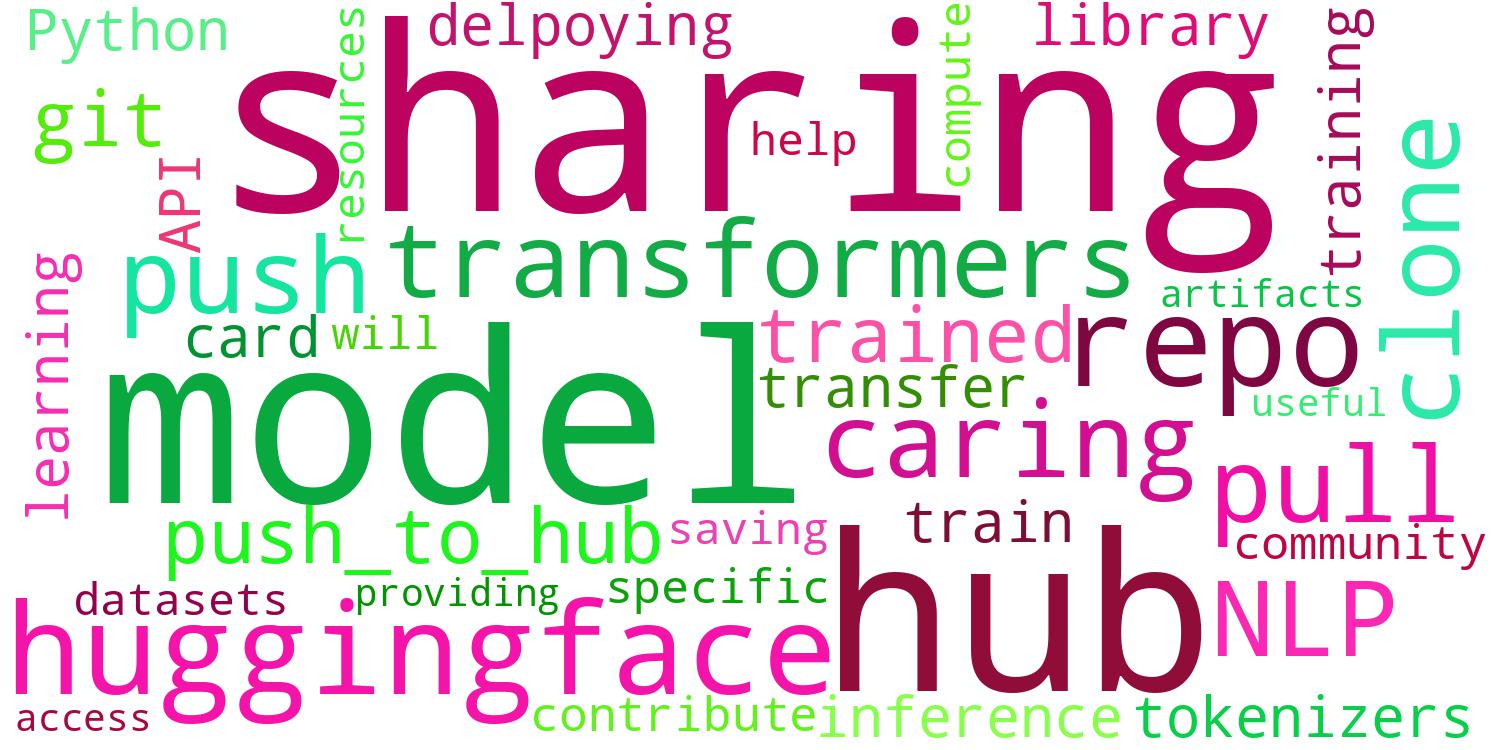 Python
delpoying
library
resources
compute
training
sharing
git
help
clone
API
transformers
push
learning
artifacts
card
will
trained
repo
model
transfer
useful
caring
pull
push_to_hub
saving
train
community
hub
datasets
providing
specific
NLP
huggingface
access
contribute
inference
tokenizers